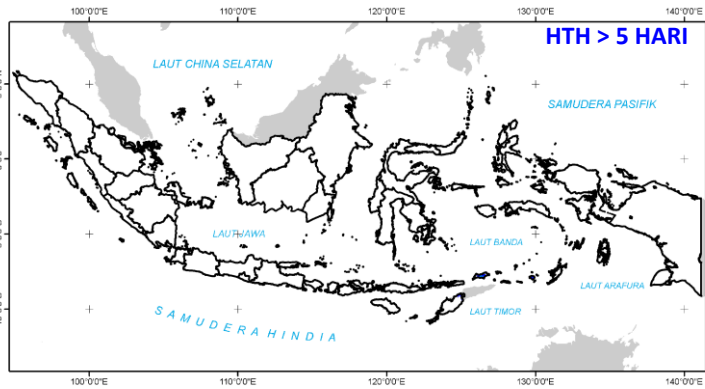 100°0'0"E 110°0'0"E 120°0'0"E 130°0'0"E 140°0'0"E
HTH > 5 HARI
LAUT CHINA SELATAN
SAMUDERA PASIFIK
LAUT JAWA
LAUT BANDA
LAUT ARAFURA
SAMUDERA HINDIA
LAUT TIMOR
100°0'0"E 110°0'0"E 120°0'0"E 130°0'0"E 140°0'0"E